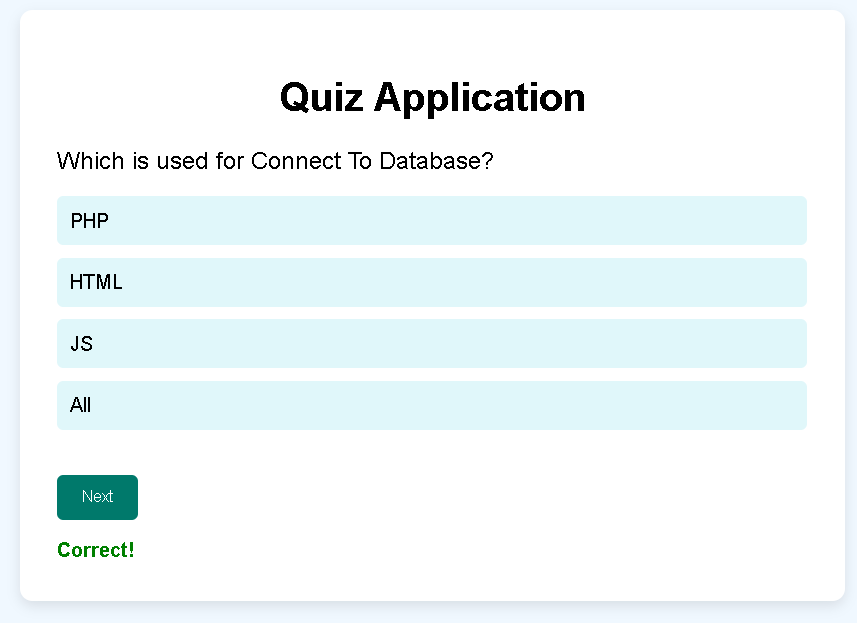 Quiz Application
Which is used for Connect To Database?
PHP
HTML
JS
All
Next
Correct!